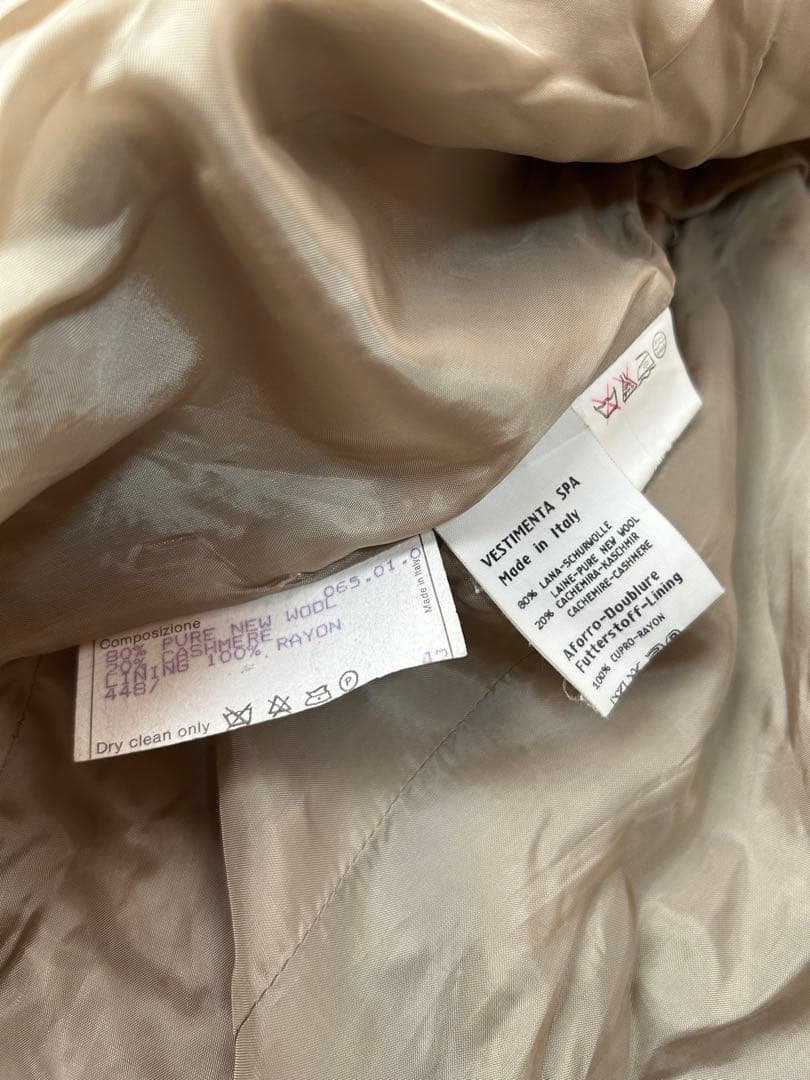 065.01.0
Made in Italy
Composizione
80% PURE NEW WOOL
20% CASHMERE
LINING 100% RAYON
448/
Dry clean only
VESTIMENTA SPA
Made in Italy
80% LANA-SCHURWOLLE
LAINE-PURE NEW WOOL
20% CACHEMIRA-KASCHMIR
CACHEMIRE-CASHMERE
Aforro-Doublure
Futterstoff-Lining
100% CUPRO-RAYON